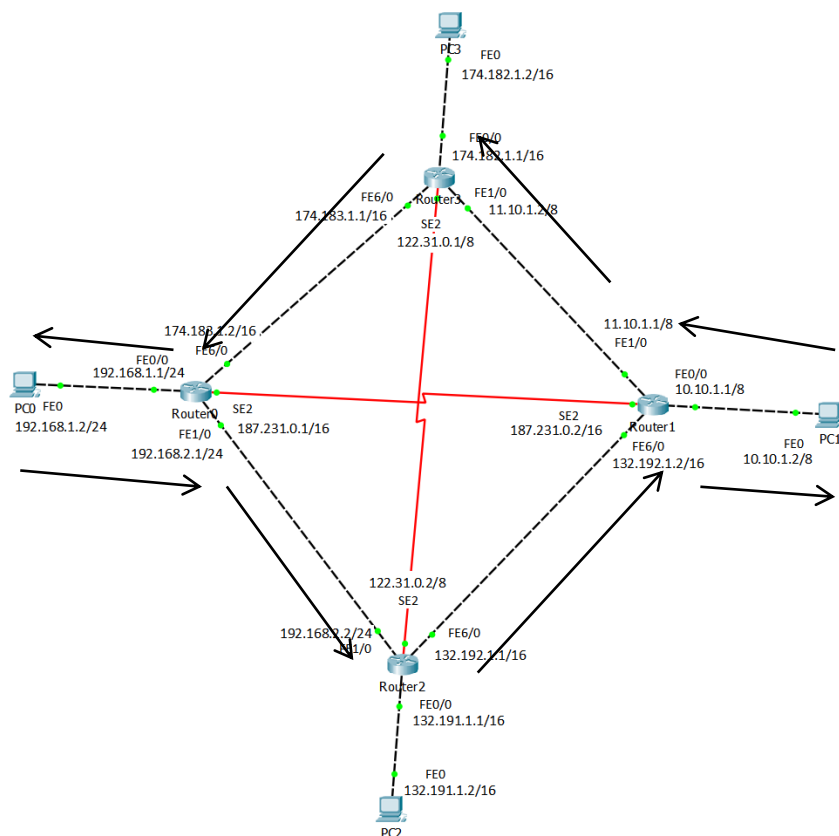 PC3
FE0
174.182.1.2/16
FE0/0
174.182.1.1/16
Router3
FE6/0
174.183.1.1/16
FE1/0
11.10.1.2/8
SE2
122.31.0.1/8
174.183.1.2/16
FE6/0
FE0/0
192.168.1.1/24
PC0
FE0
192.168.1.2/24
Router0
SE2
187.231.0.1/16
FE1/0
192.168.2.1/24
11.10.1.1/8
FE1/0
FE0/0
10.10.1.1/8
Router1
SE2
187.231.0.2/16
FE6/0
132.192.1.2/16
PC1
FE0
10.10.1.2/8
122.31.0.2/8
SE2
192.168.2.2/24
FE1/0
FE6/0
132.192.1.1/16
Router2
FE0/0
132.191.1.1/16
FE0
132.191.1.2/16
PC2